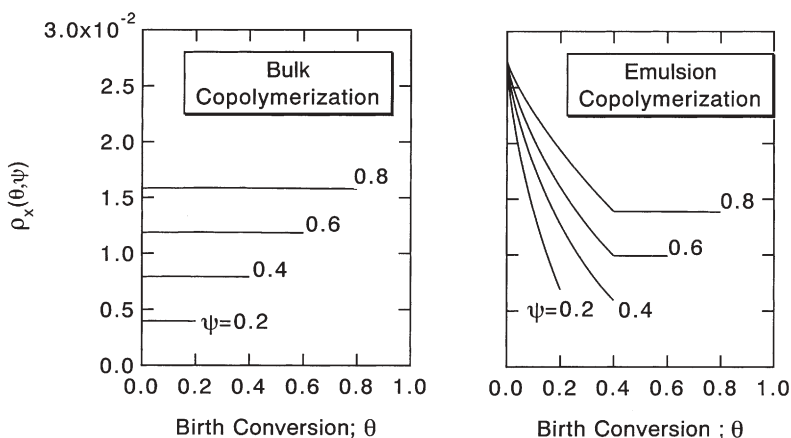 3.0x10⁻²
2.5
2.0
1.5
1.0
0.5
0.0
ρₓ(θ,ψ)
Bulk
Copolymerization
0.8
0.6
0.4
ψ=0.2
0.0 0.2 0.4 0.6 0.8 1.0
Birth Conversion; θ
Emulsion
Copolymerization
0.8
0.6
ψ=0.2 0.4
0.0 0.2 0.4 0.6 0.8 1.0
Birth Conversion ; θ